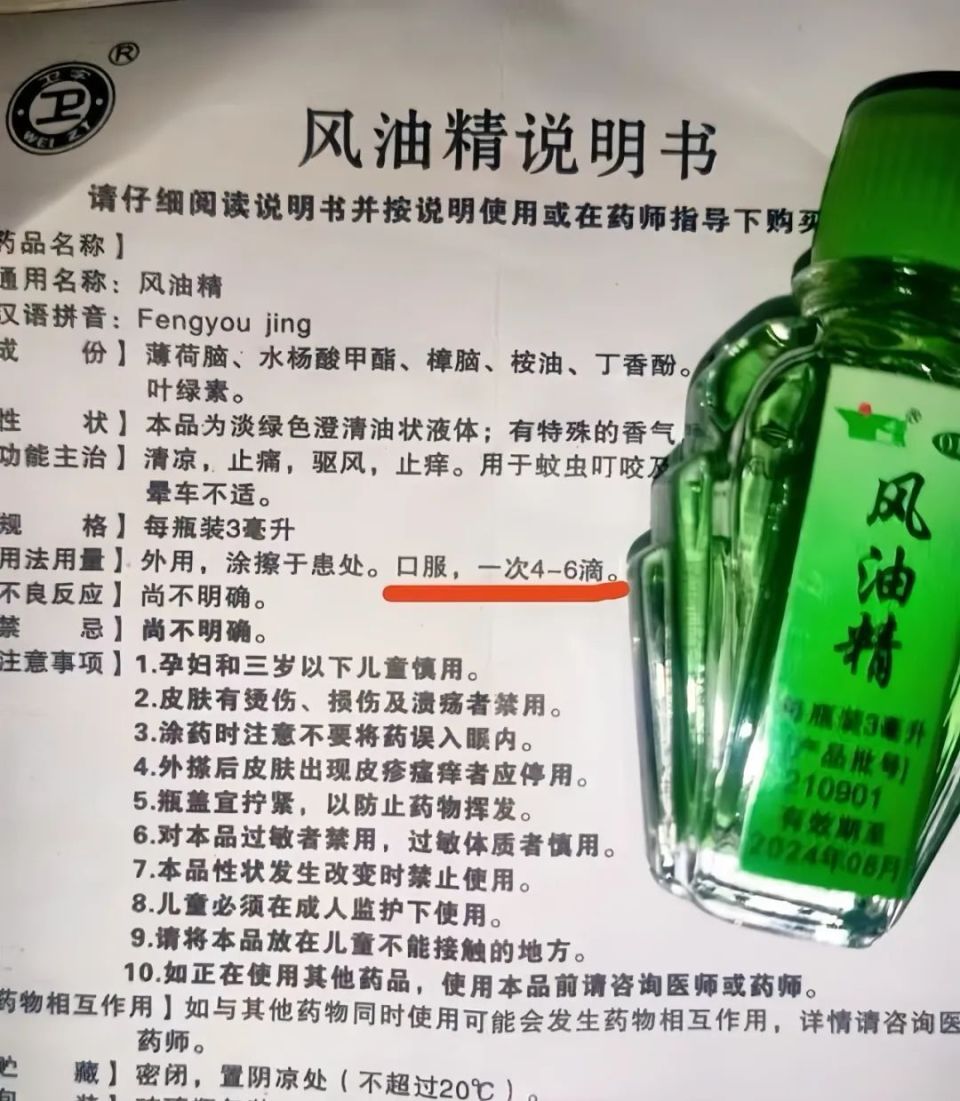 ®
卫字
卫
WEI ZI
风油精说明书
请仔细阅读说明书并按说明使用或在药师指导下购买
药品名称】
通用名称：风油精
汉语拼音：Fengyou jing
成 份】薄荷脑、水杨酸甲酯、樟脑、桉油、丁香酚。
叶绿素。
性 状】本品为淡绿色澄清油状液体；有特殊的香气
功能主治】清凉，止痛，驱风，止痒。用于蚊虫叮咬及
晕车不适。
规 格】每瓶装3毫升
用法用量】外用，涂擦于患处。口服，一次4-6滴。
不良反应】尚不明确。
禁 忌】尚不明确。
注意事项】1.孕妇和三岁以下儿童慎用。
2.皮肤有烫伤、损伤及溃疡者禁用。
3.涂药时注意不要将药误入眼内。
4.外搽后皮肤出现皮疹瘙痒者应停用。
5.瓶盖宜拧紧，以防止药物挥发。
6.对本品过敏者禁用，过敏体质者慎用。
7.本品性状发生改变时禁止使用。
8.儿童必须在成人监护下使用。
9.请将本品放在儿童不能接触的地方。
10.如正在使用其他药品，使用本品前请咨询医师或药师。
药物相互作用】如与其他药物同时使用可能会发生药物相互作用，详情请咨询医
药师。
贮 藏】密闭，置阴凉处（不超过20℃）。
包 装】
®
风油精
每瓶装3毫升
产品批号]
210901
有效期至
2024年08月